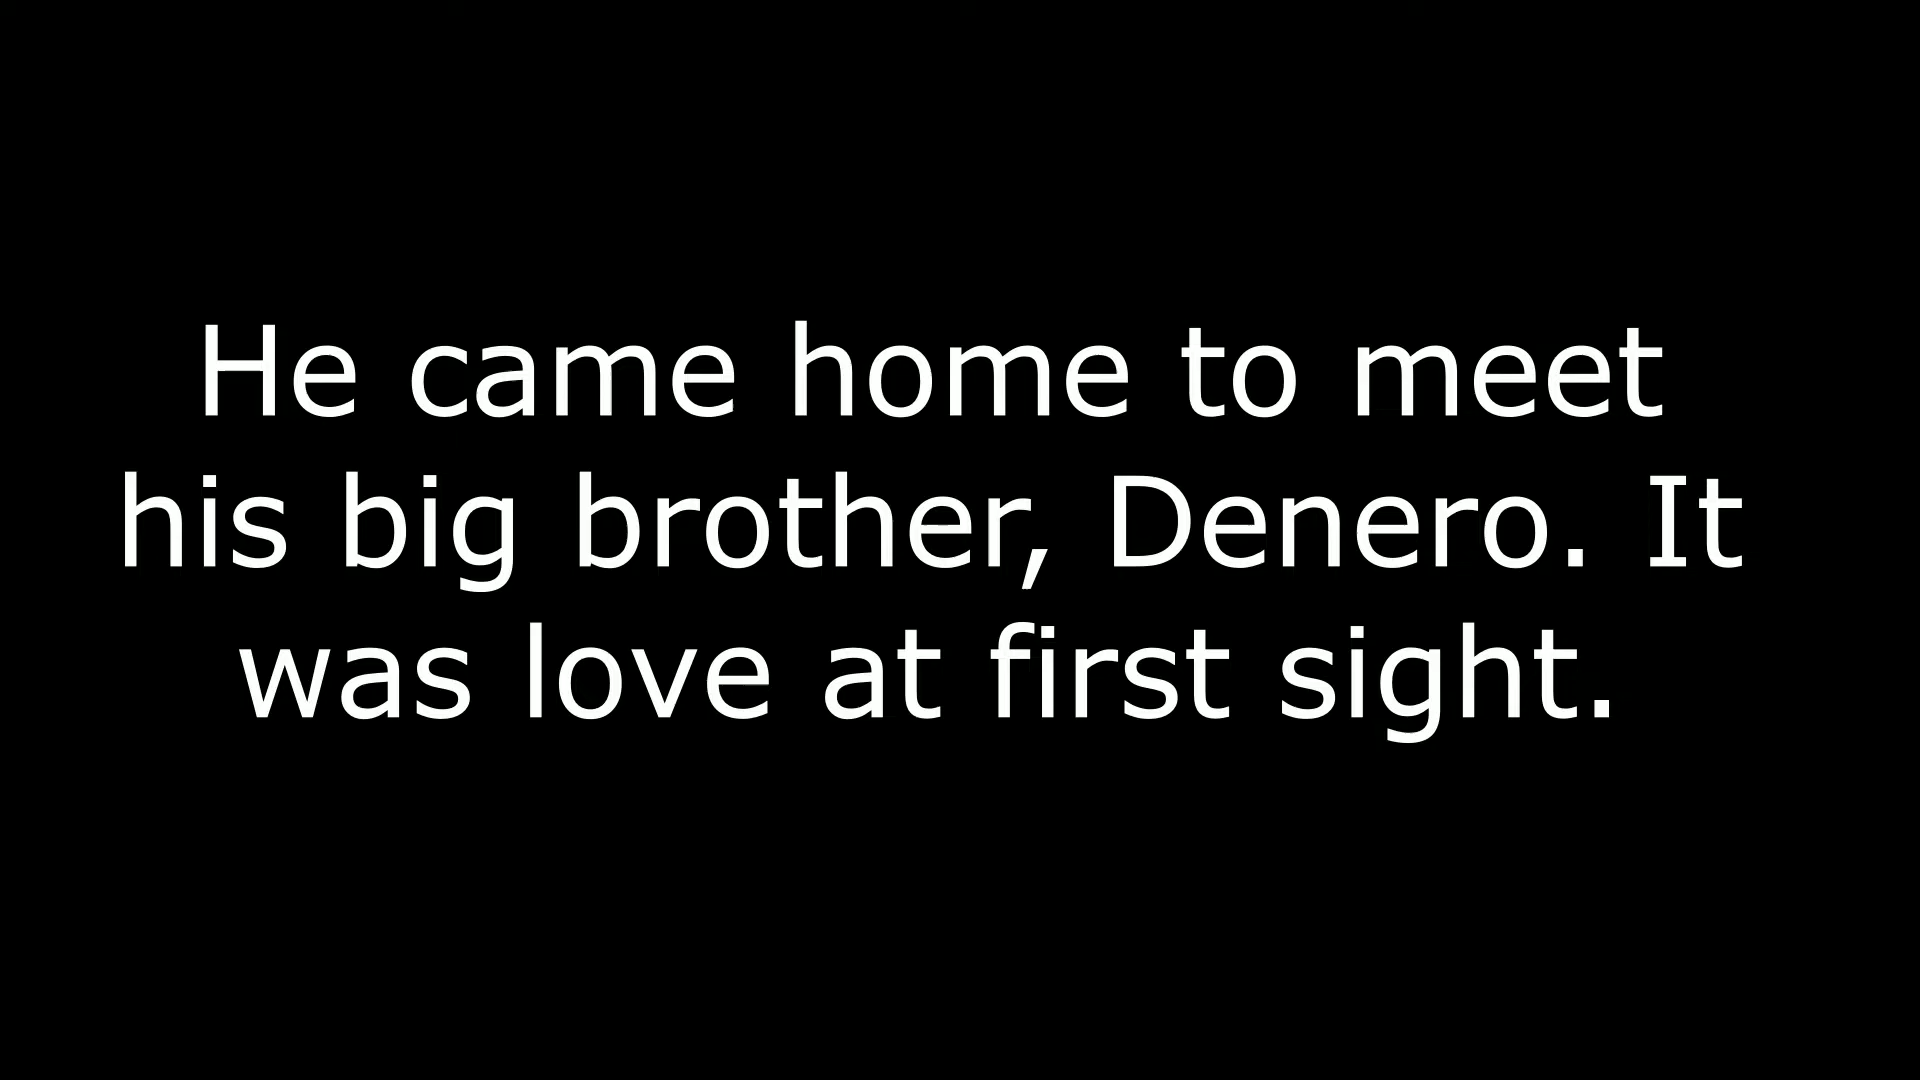 He came home to meet
his big brother, Denero. It
was love at first sight.